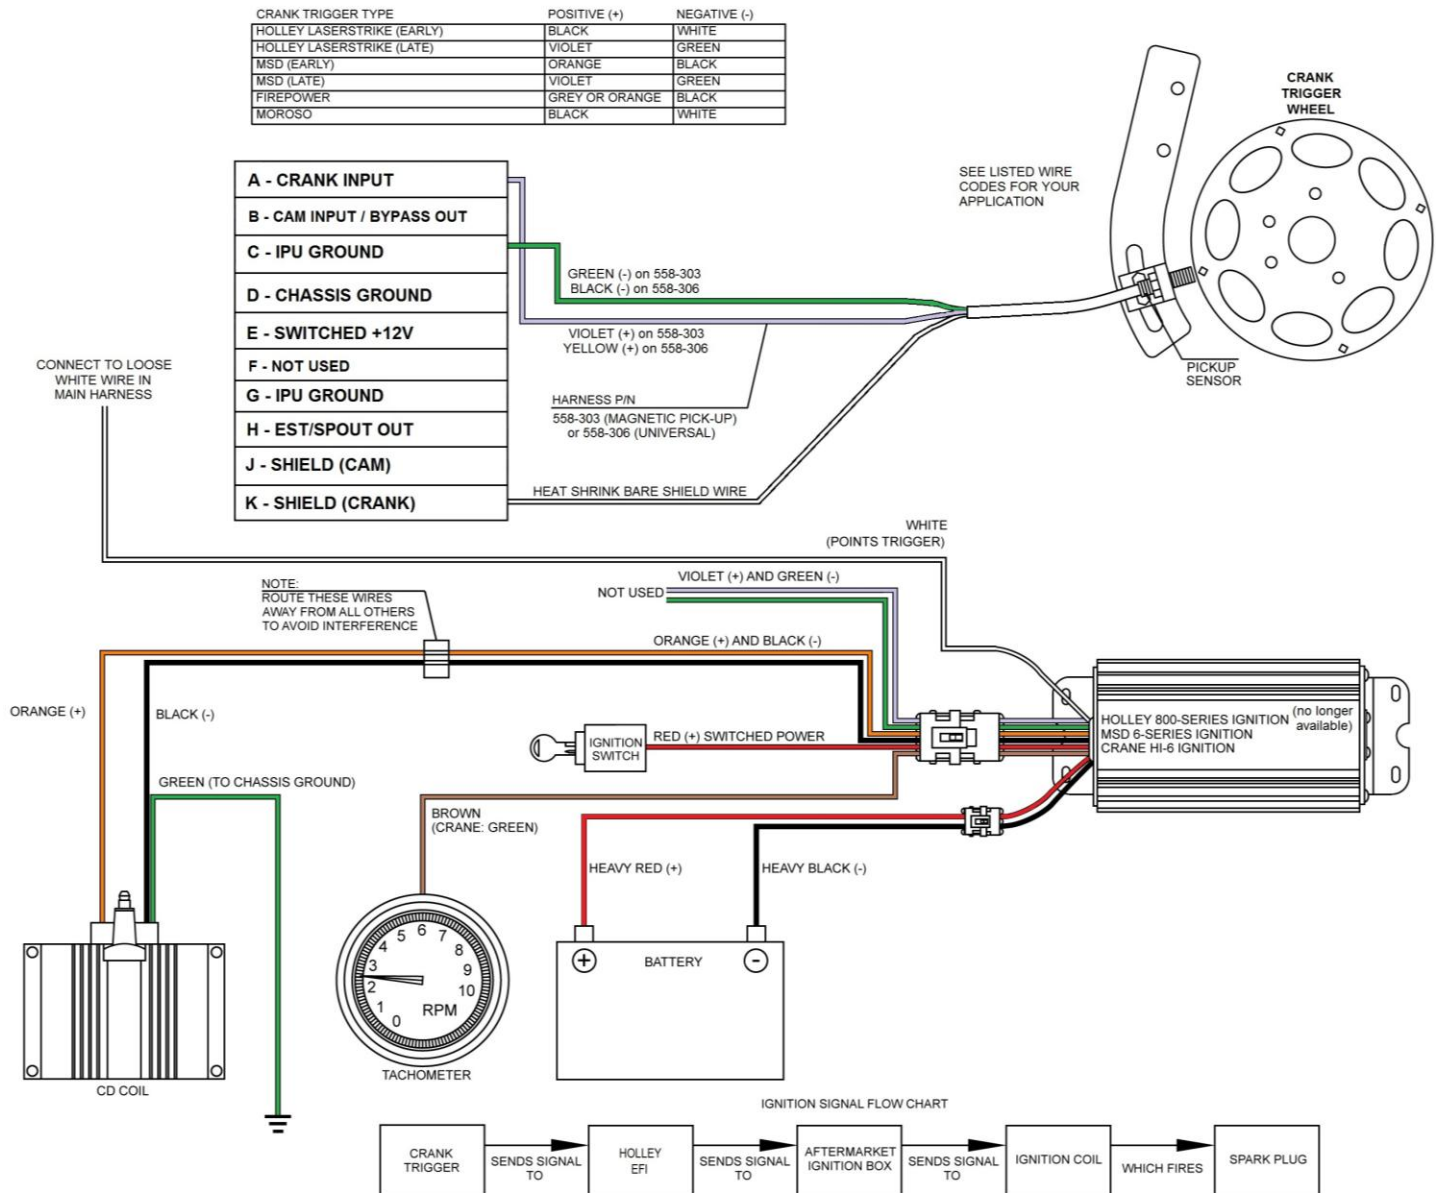 CRANK TRIGGER TYPE POSITIVE (+) NEGATIVE (-)
HOLLEY LASERSTRIKE (EARLY) BLACK WHITE
HOLLEY LASERSTRIKE (LATE) VIOLET GREEN
MSD (EARLY) ORANGE BLACK
MSD (LATE) VIOLET GREEN
FIREPOWER GREY OR ORANGE BLACK
MOROSO BLACK WHITE
CRANK
TRIGGER
WHEEL
SEE LISTED WIRE
CODES FOR YOUR
APPLICATION
A - CRANK INPUT
B - CAM INPUT / BYPASS OUT
C - IPU GROUND
D - CHASSIS GROUND
E - SWITCHED +12V
F - NOT USED
G - IPU GROUND
H - EST/SPOUT OUT
J - SHIELD (CAM)
K - SHIELD (CRANK)
GREEN (-) on 558-303
BLACK (-) on 558-306
VIOLET (+) on 558-303
YELLOW (+) on 558-306
PICKUP
SENSOR
HARNESS P/N
558-303 (MAGNETIC PICK-UP)
or 558-306 (UNIVERSAL)
CONNECT TO LOOSE
WHITE WIRE IN
MAIN HARNESS
HEAT SHRINK BARE SHIELD WIRE
WHITE
(POINTS TRIGGER)
NOTE:
ROUTE THESE WIRES
AWAY FROM ALL OTHERS
TO AVOID INTERFERENCE
VIOLET (+) AND GREEN (-)
NOT USED
ORANGE (+) AND BLACK (-)
ORANGE (+)
BLACK (-)
IGNITION
SWITCH
RED (+) SWITCHED POWER
HOLLEY 800-SERIES IGNITION (no longer
available)
MSD 6-SERIES IGNITION
CRANE HI-6 IGNITION
GREEN (TO CHASSIS GROUND)
BROWN
(CRANE: GREEN)
HEAVY RED (+)
HEAVY BLACK (-)
0
1
2
3
4
5
6
7
8
9
10
RPM
TACHOMETER
+
BATTERY
-
CD COIL
IGNITION SIGNAL FLOW CHART
CRANK
TRIGGER
SENDS SIGNAL
TO
HOLLEY
EFI
SENDS SIGNAL
TO
AFTERMARKET
IGNITION BOX
SENDS SIGNAL
TO
IGNITION COIL
WHICH FIRES
SPARK PLUG